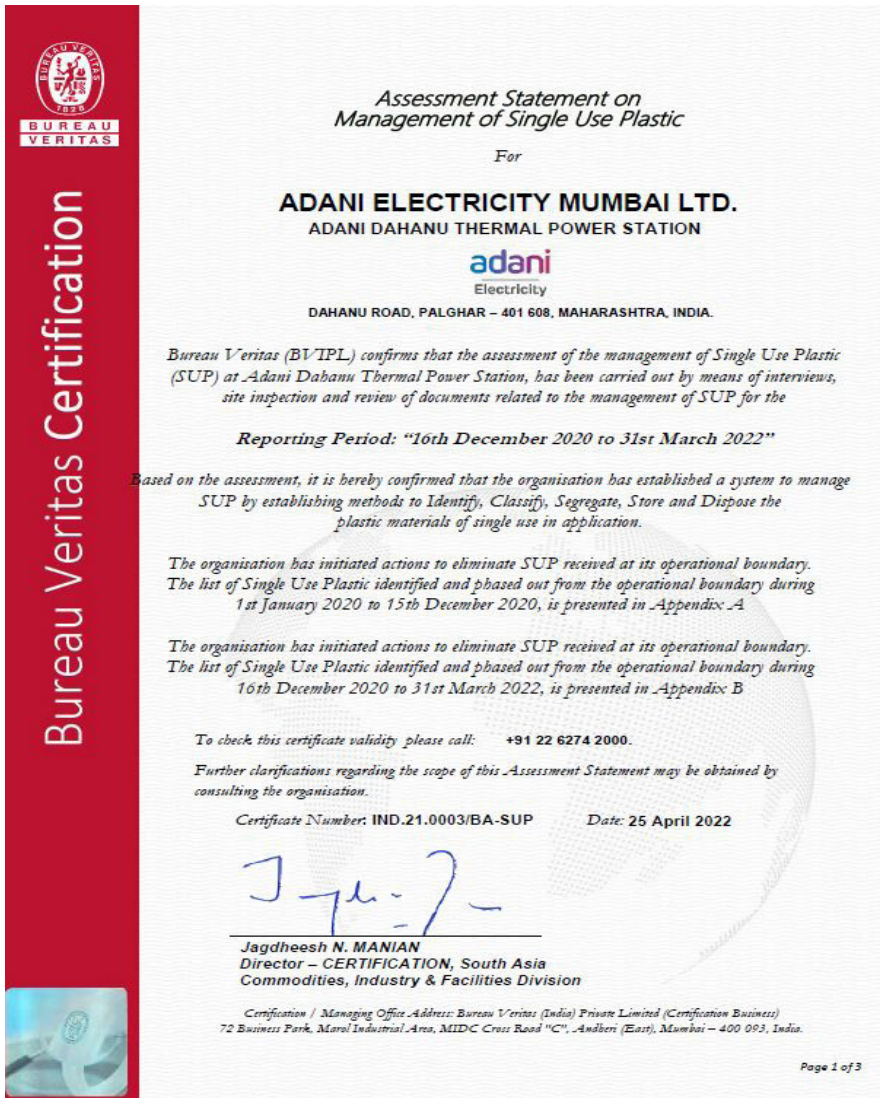 BUREAU VERITAS
1828
BUREAU
VERITAS
Bureau Veritas Certification
Assessment Statement on
Management of Single Use Plastic
For
ADANI ELECTRICITY MUMBAI LTD.
ADANI DAHANU THERMAL POWER STATION
adani
Electricity
DAHANU ROAD, PALGHAR – 401 608, MAHARASHTRA, INDIA.
Bureau Veritas (BVIPL) confirms that the assessment of the management of Single Use Plastic
(SUP) at Adani Dahanu Thermal Power Station, has been carried out by means of interviews,
site inspection and review of documents related to the management of SUP for the
Reporting Period: “16th December 2020 to 31st March 2022”
Based on the assessment, it is hereby confirmed that the organisation has established a system to manage
SUP by establishing methods to Identify, Classify, Segregate, Store and Dispose the
plastic materials of single use in application.
The organisation has initiated actions to eliminate SUP received at its operational boundary.
The list of Single Use Plastic identified and phased out from the operational boundary during
1st January 2020 to 15th December 2020, is presented in Appendix A
The organisation has initiated actions to eliminate SUP received at its operational boundary.
The list of Single Use Plastic identified and phased out from the operational boundary during
16th December 2020 to 31st March 2022, is presented in Appendix B
To check this certificate validity please call: +91 22 6274 2000.
Further clarifications regarding the scope of this Assessment Statement may be obtained by
consulting the organisation.
Certificate Number: IND.21.0003/BA-SUP Date: 25 April 2022
Jagdheesh N. MANIAN
Director – CERTIFICATION, South Asia
Commodities, Industry & Facilities Division
Certification / Managing Office Address: Bureau Veritas (India) Private Limited (Certification Business)
72 Business Park, Marol Industrial Area, MIDC Cross Road "C", Andheri (East), Mumbai – 400 093, India.
Page 1 of 3